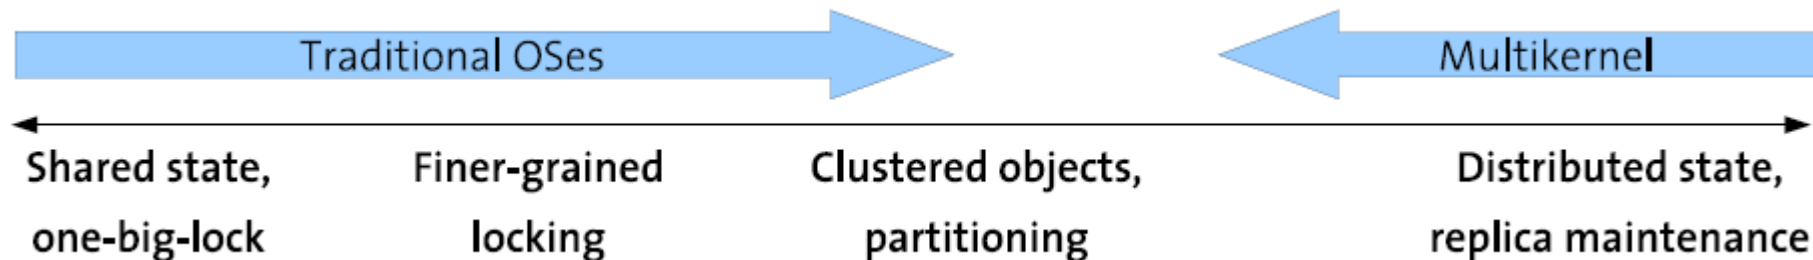 Traditional OSes Multikernel
Shared state, Finer-grained Clustered objects, Distributed state,
one-big-lock locking partitioning replica maintenance